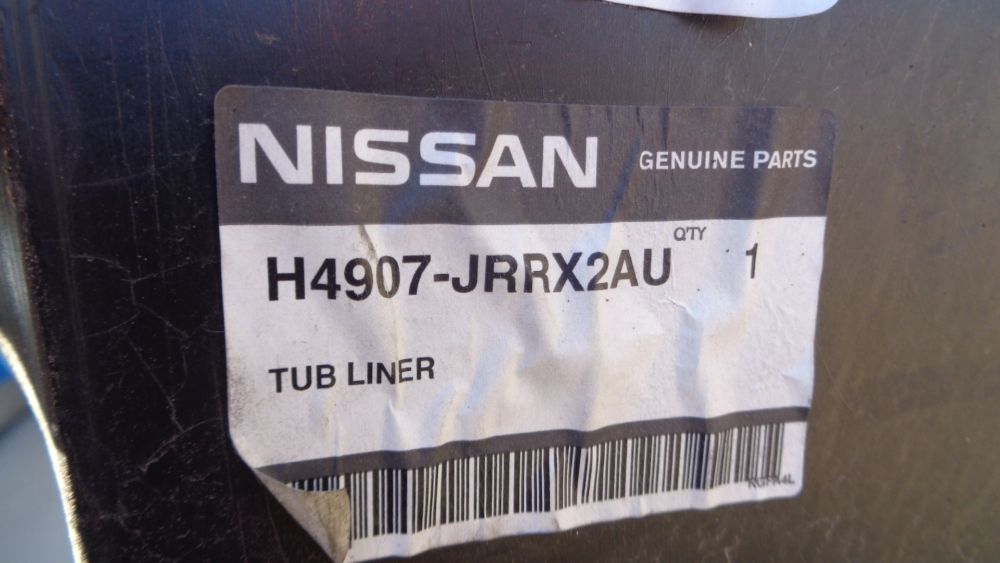 NISSAN GENUINE PARTS
Q'TY
H4907-JRRX2AU 1
TUB LINER